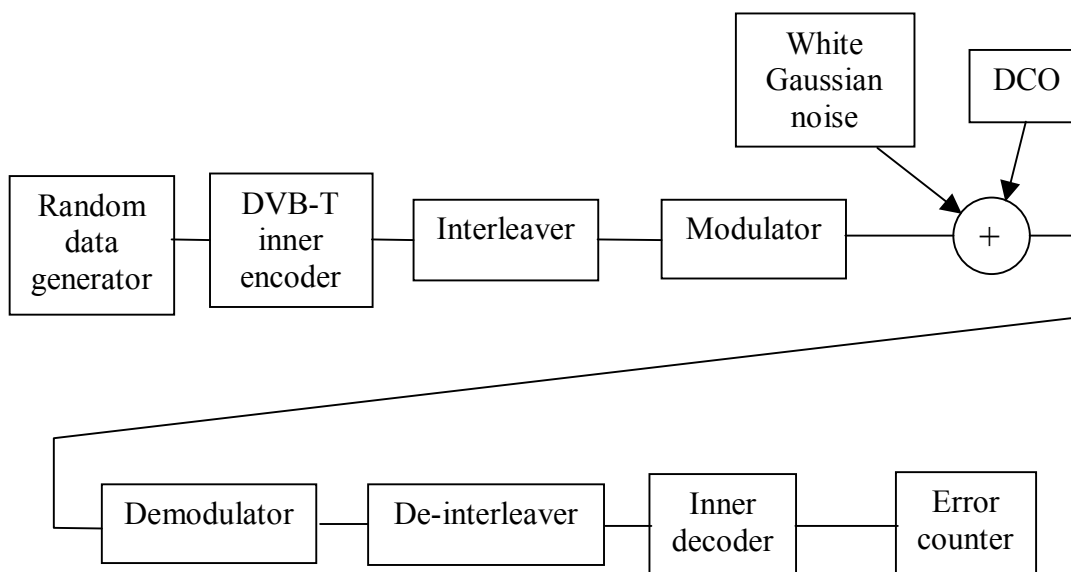 White
Gaussian
noise
DCO
Random
data
generator
DVB-T
inner
encoder
Interleaver
Modulator
+
Demodulator
De-interleaver
Inner
decoder
Error
counter